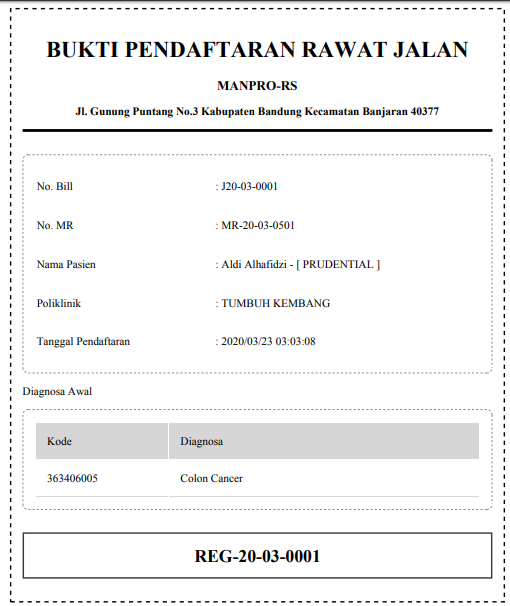 BUKTI PENDAFTARAN RAWAT JALAN
MANPRO-RS
Jl. Gunung Puntang No.3 Kabupaten Bandung Kecamatan Banjaran 40377
No. Bill : J20-03-0001
No. MR : MR-20-03-0501
Nama Pasien : Aldi Alhafidzi - [ PRUDENTIAL ]
Poliklinik : TUMBUH KEMBANG
Tanggal Pendaftaran : 2020/03/23 03:03:08
Diagnosa Awal
Kode Diagnosa
363406005 Colon Cancer
REG-20-03-0001